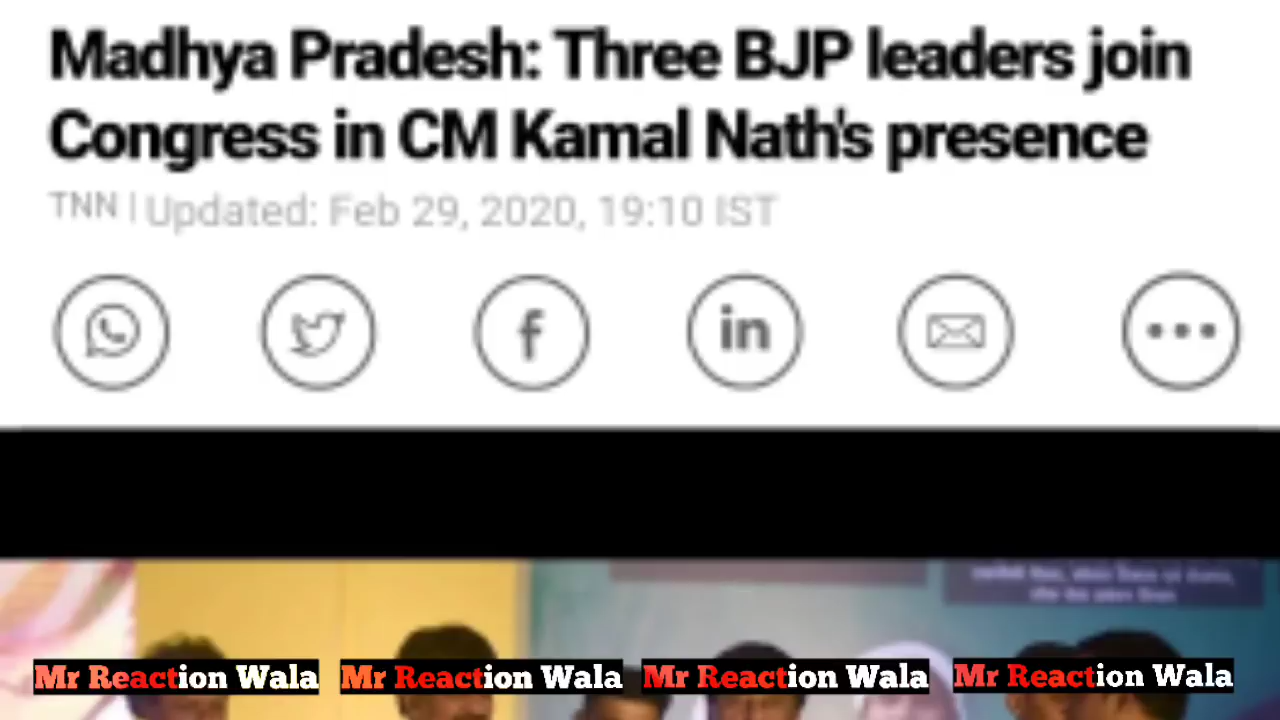 Madhya Pradesh: Three BJP leaders join
Congress in CM Kamal Nath's presence
TNN | Updated: Feb 29, 2020, 19:10 IST
Mr Reaction Wala Mr Reaction Wala Mr Reaction Wala Mr Reaction Wala